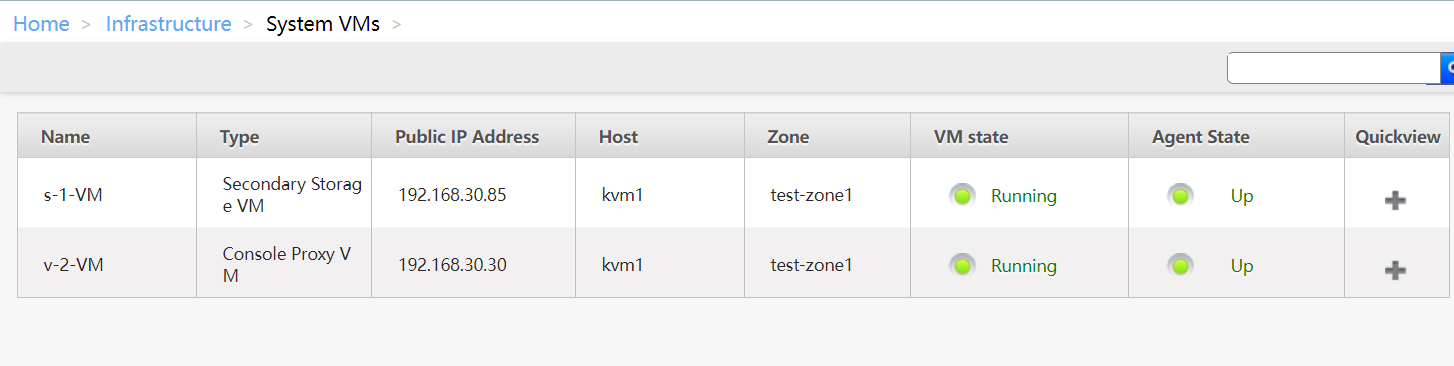 Home > Infrastructure > System VMs >
Name Type Public IP Address Host Zone VM state Agent State Quickview
s-1-VM Secondary Storag 192.168.30.85 kvm1 test-zone1 Running Up
e VM
v-2-VM Console Proxy V 192.168.30.30 kvm1 test-zone1 Running Up
M